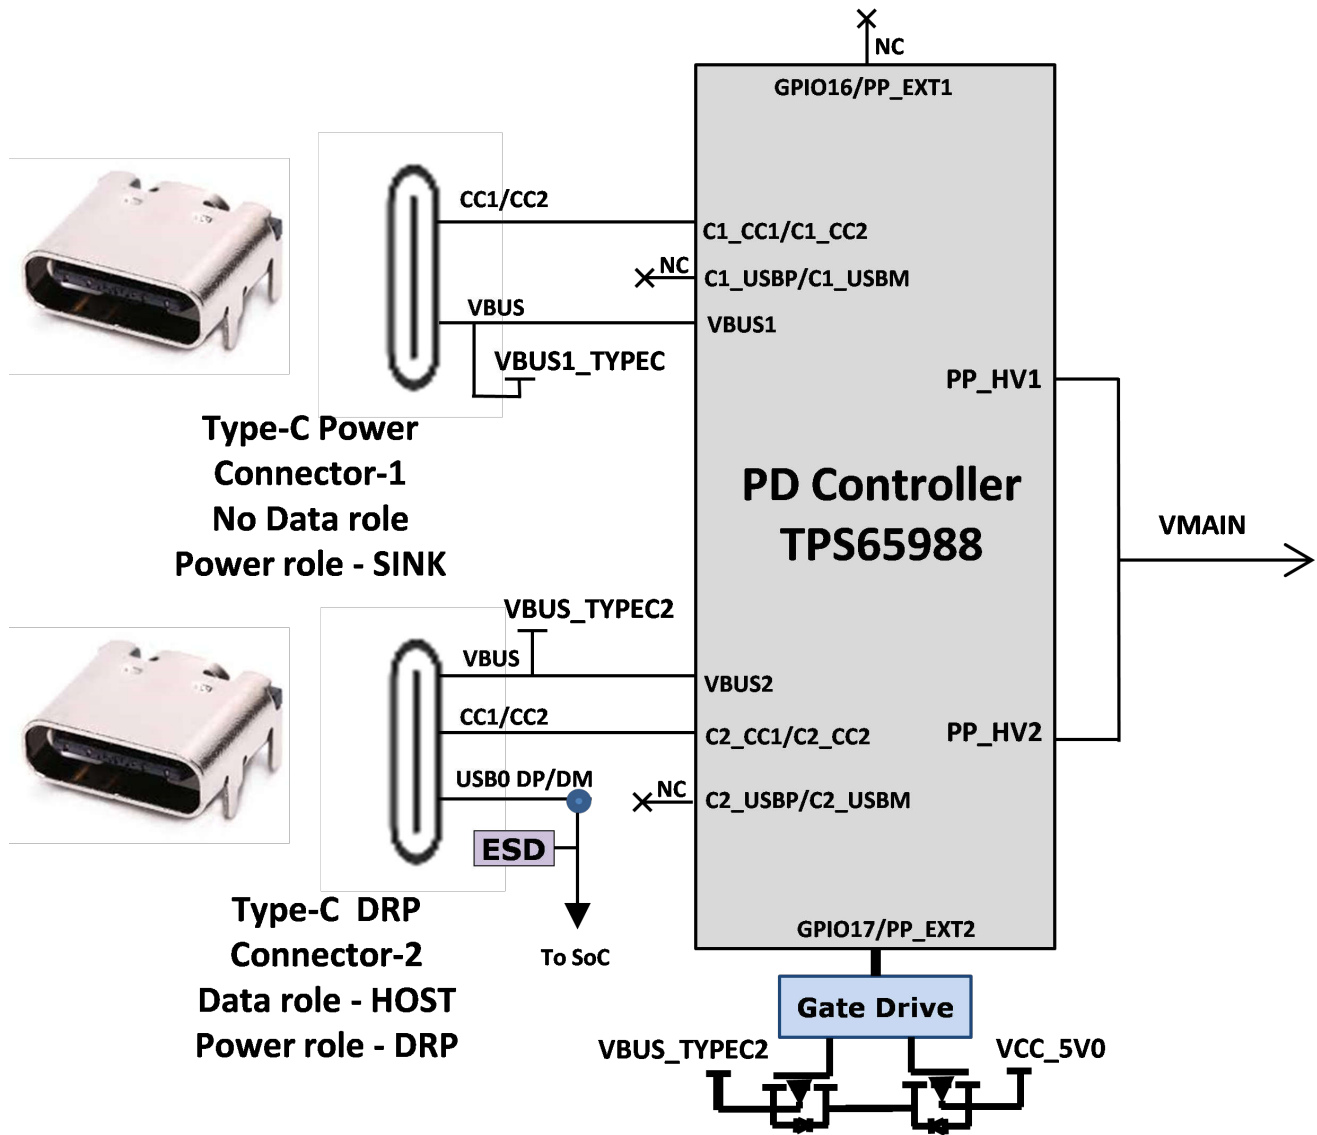 NC
GPIO16/PP_EXT1
CC1/CC2
C1_CC1/C1_CC2
NC
C1_USBP/C1_USBM
VBUS
VBUS1
VBUS1_TYPEC
PP_HV1
Type-C Power
Connector-1
No Data role
Power role - SINK
PD Controller
TPS65988
VMAIN
VBUS_TYPEC2
VBUS
VBUS2
CC1/CC2
C2_CC1/C2_CC2
PP_HV2
USB0 DP/DM
NC
C2_USBP/C2_USBM
ESD
To SoC
Type-C DRP
Connector-2
Data role - HOST
Power role - DRP
GPIO17/PP_EXT2
Gate Drive
VBUS_TYPEC2
VCC_5V0